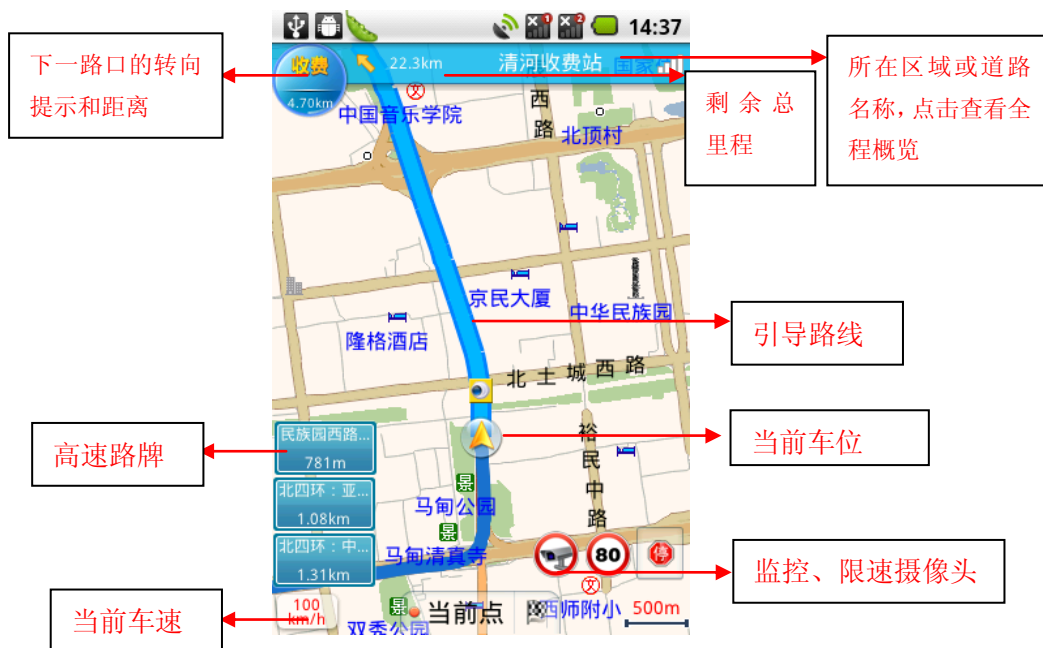 14:37
下一路口的转向
提示和距离
收费
4.70km
22.3km
清河收费站
国家
剩余总
里程
所在区域或道路
名称，点击查看全
程概览
文
中国音乐学院
西
路
北顶村
京民大厦
中华民族园
隆格酒店
引导路线
北土城西路
高速路牌
民族园西路...
781m
北四环：亚...
1.08km
北四环：中...
1.31km
当前车位
裕民中路
景
马甸公园
景
马甸清真寺
80
停
监控、限速摄像头
文
西师附小
500m
当前车速
100
km/h
景
双秀公园
当前点